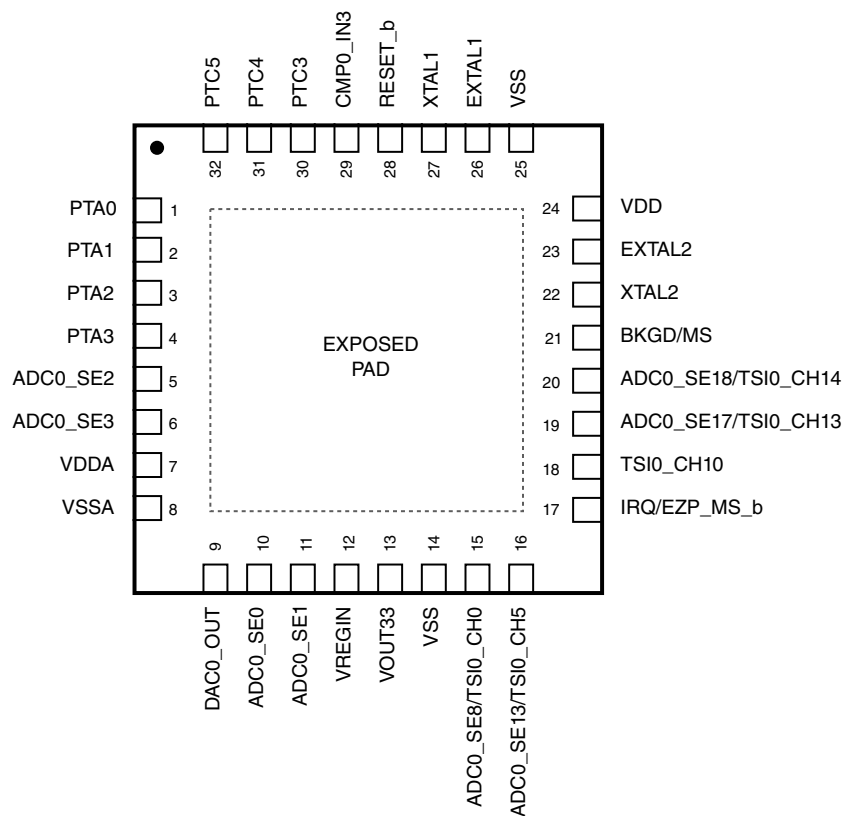 PTC5
PTC4
PTC3
CMP0_IN3
RESET_b
XTAL1
EXTAL1
VSS
32
31
30
29
28
27
26
25
PTA0 1
PTA1 2
PTA2 3
PTA3 4
ADC0_SE2 5
ADC0_SE3 6
VDDA 7
VSSA 8
EXPOSED
PAD
24 VDD
23 EXTAL2
22 XTAL2
21 BKGD/MS
20 ADC0_SE18/TSI0_CH14
19 ADC0_SE17/TSI0_CH13
18 TSI0_CH10
17 IRQ/EZP_MS_b
9
10
11
12
13
14
15
16
DAC0_OUT
ADC0_SE0
ADC0_SE1
VREGIN
VOUT33
VSS
ADC0_SE8/TSI0_CH0
ADC0_SE13/TSI0_CH5